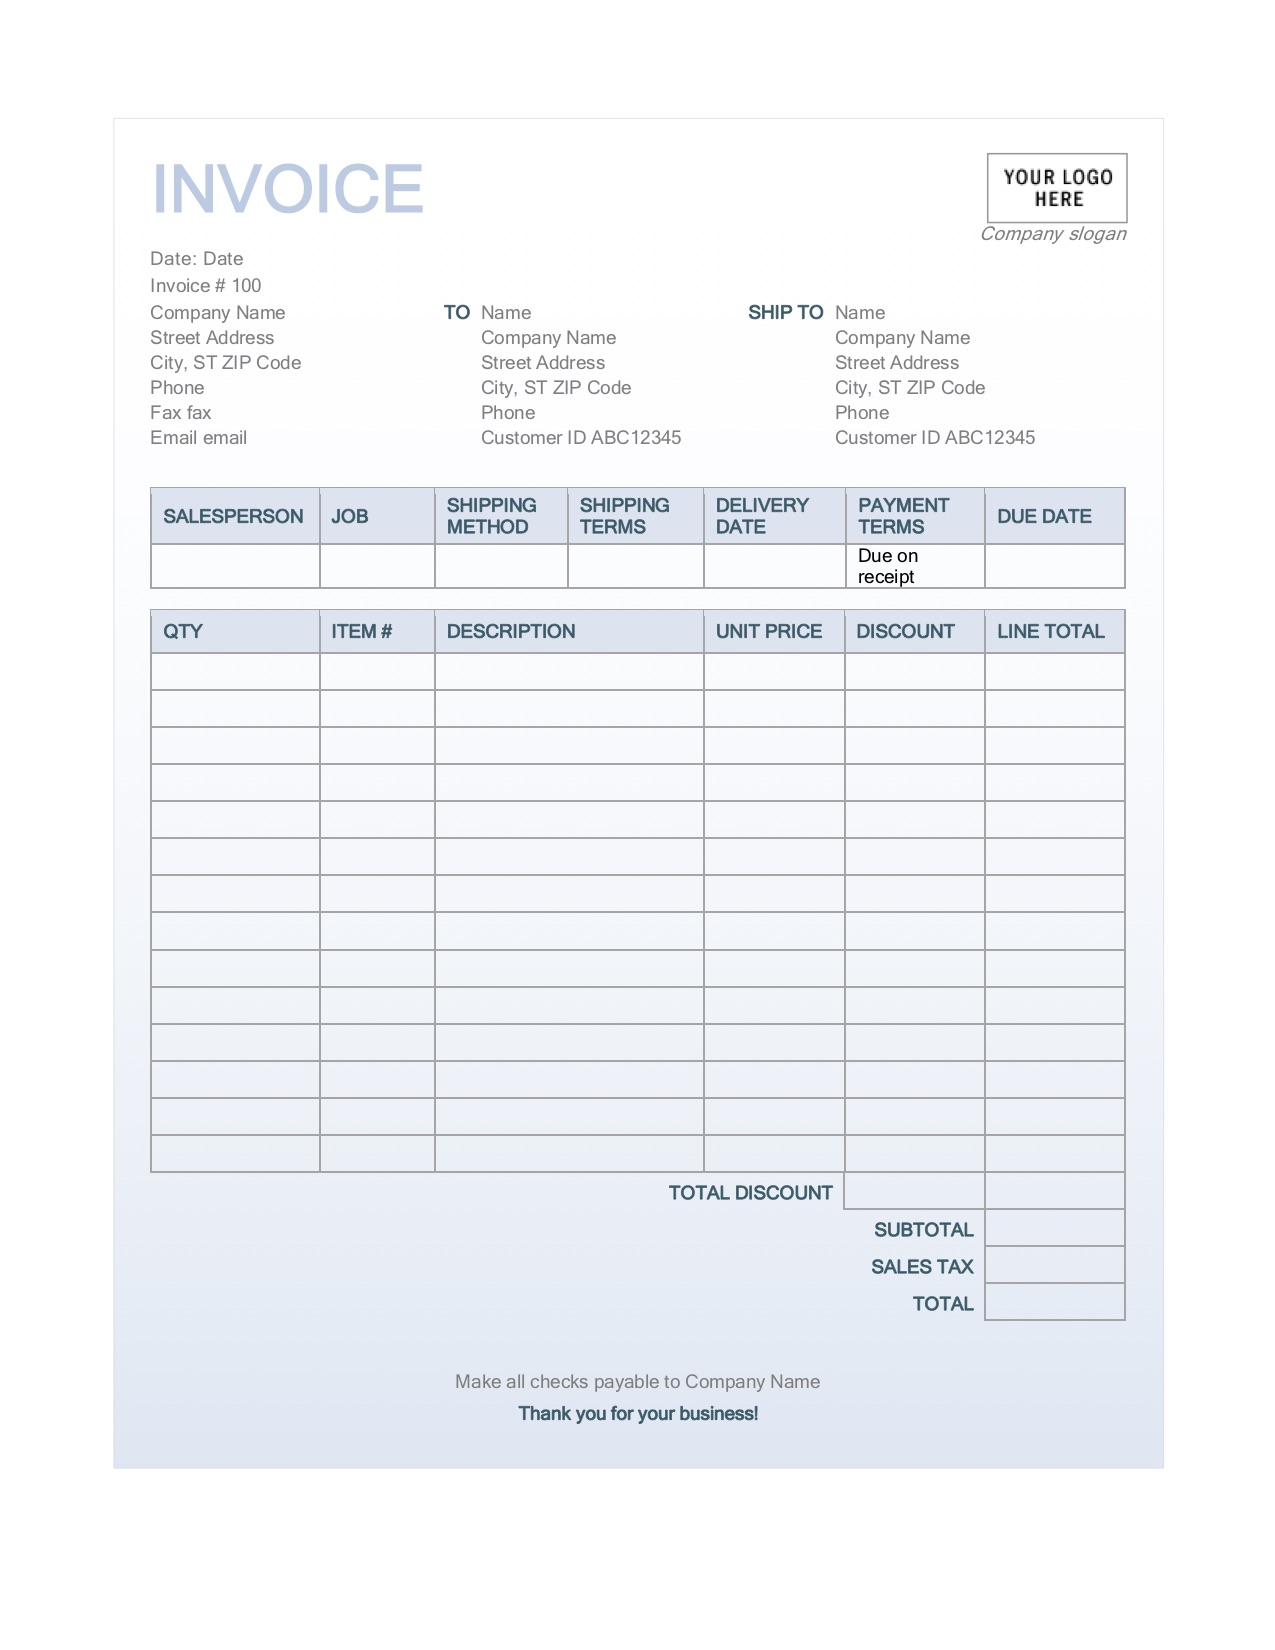 INVOICE
YOUR LOGO
HERE
Company slogan
Date: Date
Invoice # 100
Company Name
Street Address
City, ST ZIP Code
Phone
Fax fax
Email email
TO Name
Company Name
Street Address
City, ST ZIP Code
Phone
Customer ID ABC12345
SHIP TO Name
Company Name
Street Address
City, ST ZIP Code
Phone
Customer ID ABC12345
SALESPERSON JOB SHIPPING METHOD SHIPPING TERMS DELIVERY DATE PAYMENT TERMS DUE DATE
Due on
receipt
QTY ITEM # DESCRIPTION UNIT PRICE DISCOUNT LINE TOTAL
TOTAL DISCOUNT
SUBTOTAL
SALES TAX
TOTAL
Make all checks payable to Company Name
Thank you for your business!